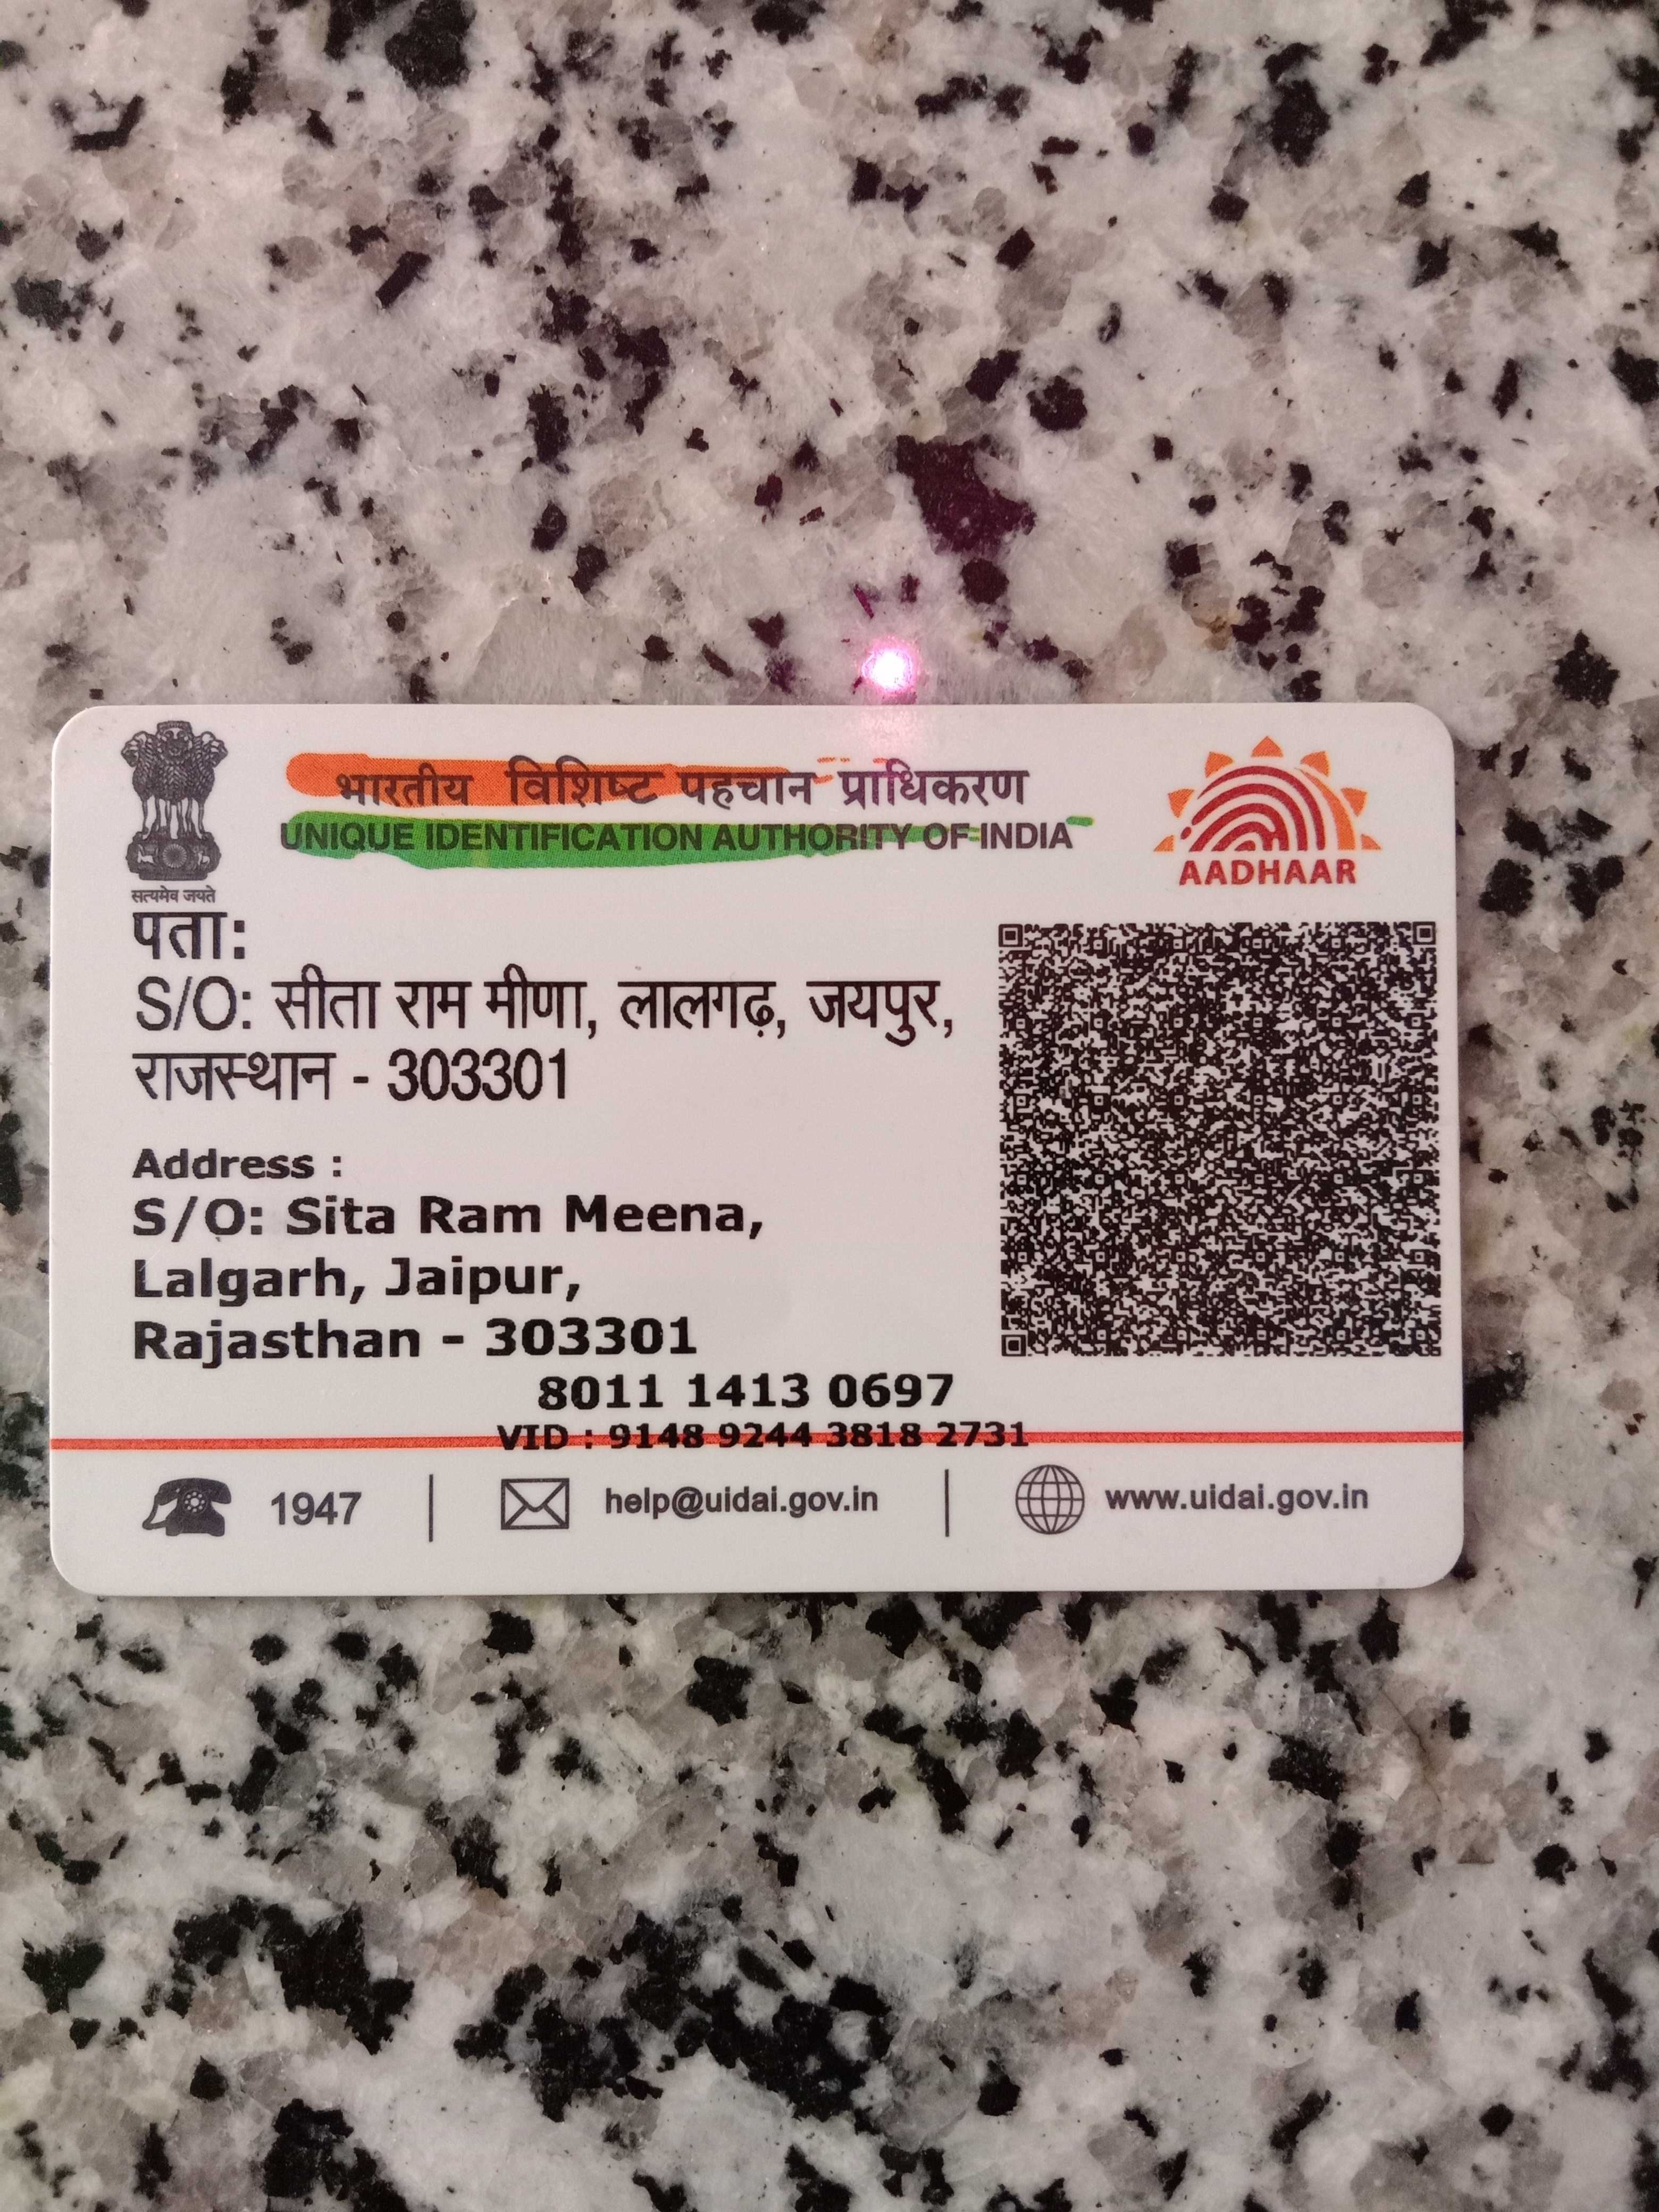 भारतीय विशिष्ट पहचान प्राधिकरण
UNIQUE IDENTIFICATION AUTHORITY OF INDIA
सत्यमेव जयते
AADHAAR
पता:
S/O: सीता राम मीणा, लालगढ़, जयपुर,
राजस्थान - 303301
Address :
S/O: Sita Ram Meena,
Lalgarh, Jaipur,
Rajasthan - 303301
8011 1413 0697
VID : 9148 9244 3818 2731
1947
help@uidai.gov.in
www.uidai.gov.in